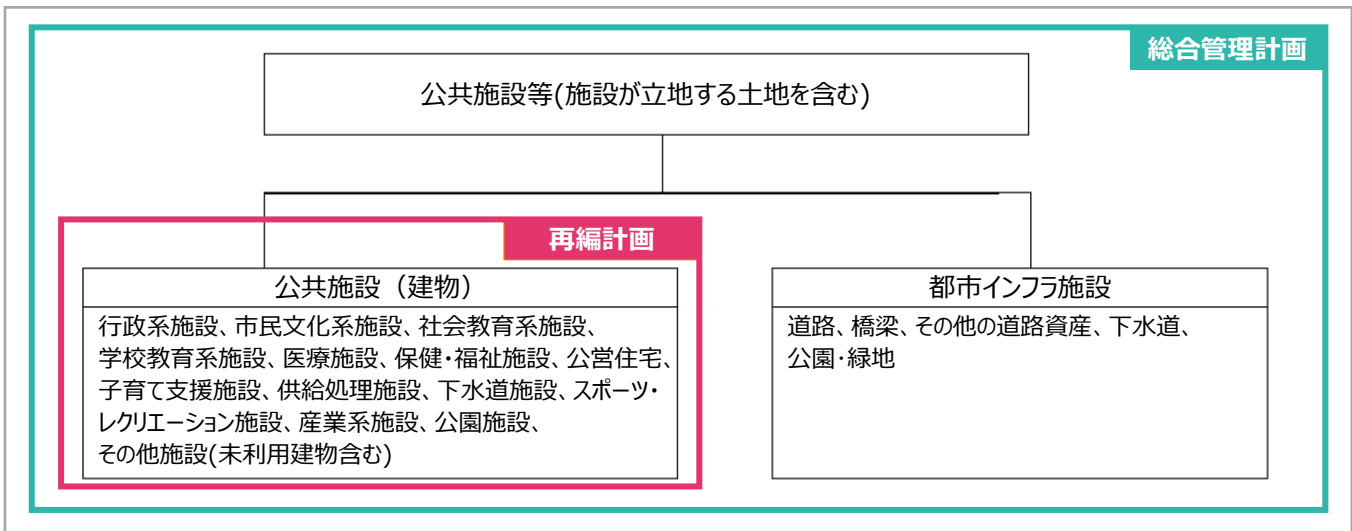 総合管理計画
公共施設等(施設が立地する土地を含む)
再編計画
公共施設（建物）
行政系施設、市民文化系施設、社会教育系施設、
学校教育系施設、医療施設、保健・福祉施設、公営住宅、
子育て支援施設、供給処理施設、下水道施設、スポーツ・
レクリエーション施設、産業系施設、公園施設、
その他施設(未利用建物含む)
都市インフラ施設
道路、橋梁、その他の道路資産、下水道、
公園・緑地